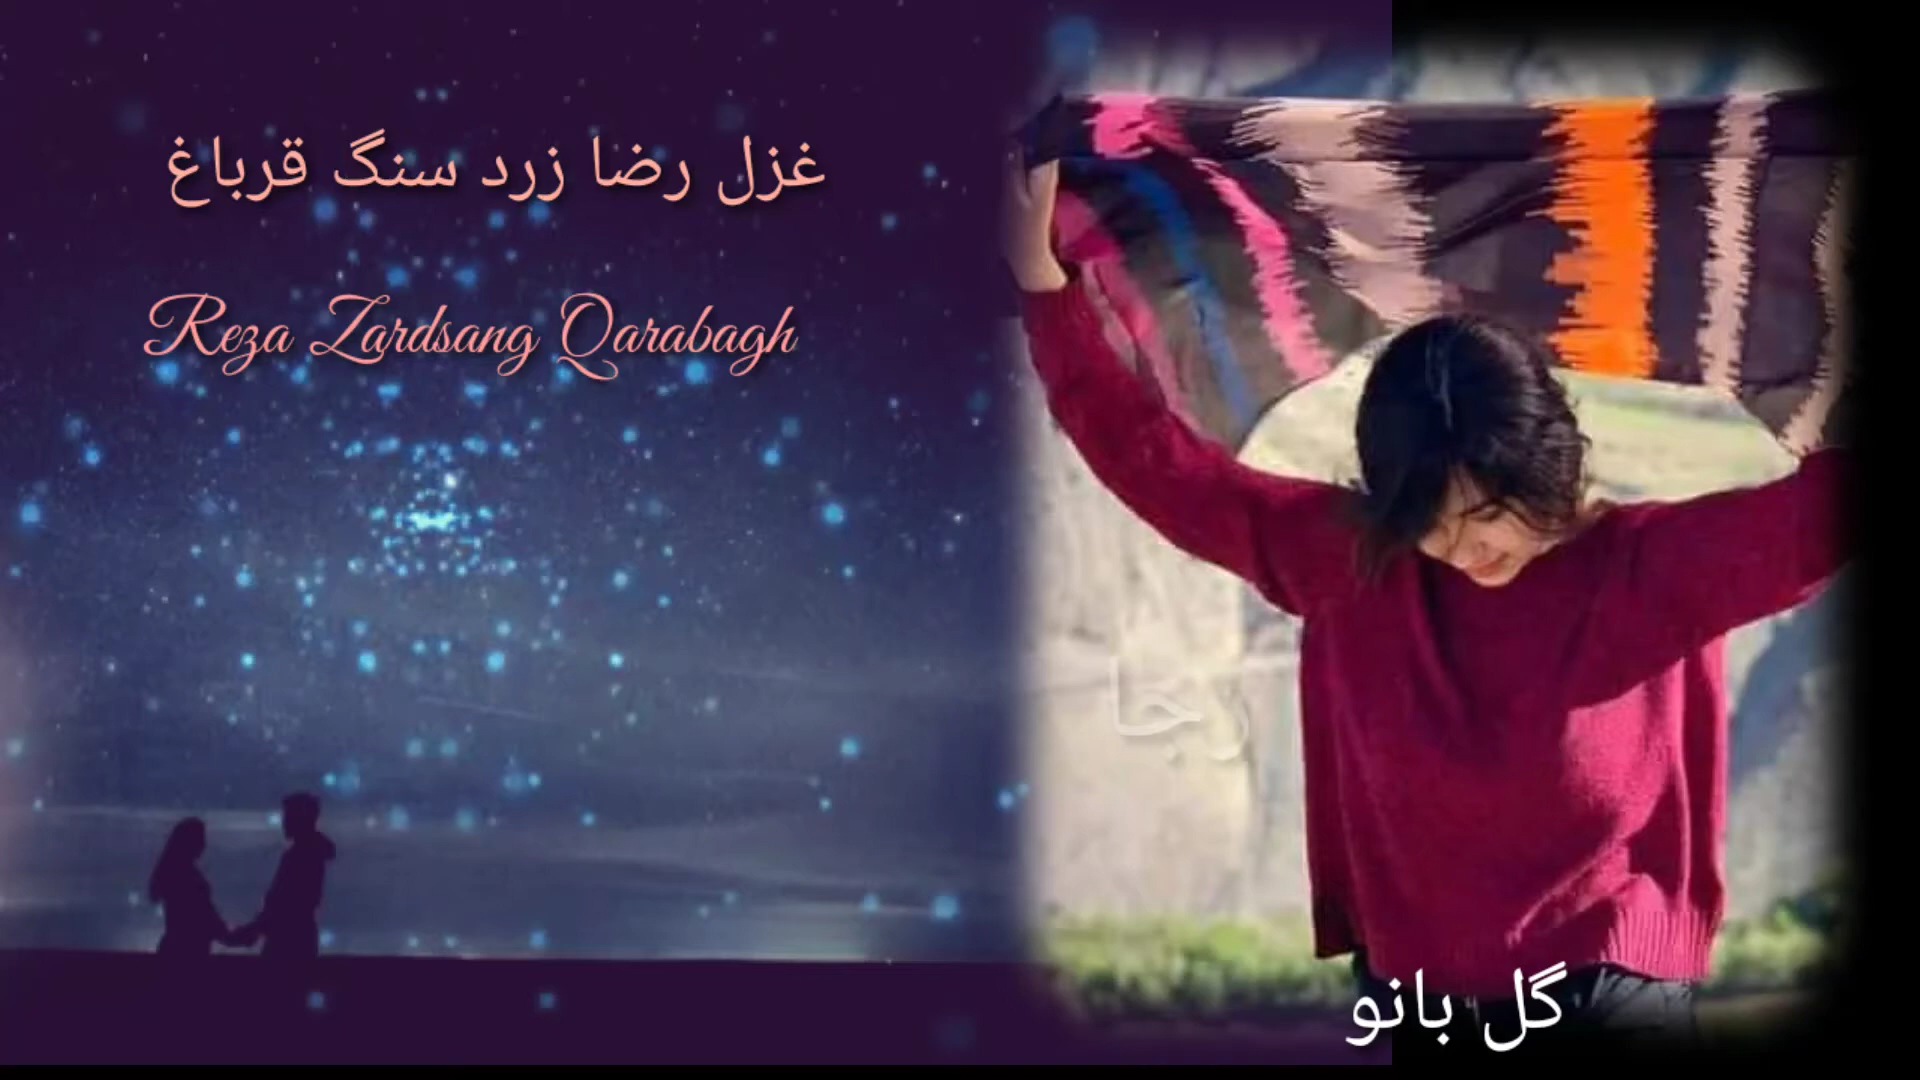 غزل رضا زرد سنگ قرباغ
Reza Zardsang Qarabagh
رجا
گل بانو